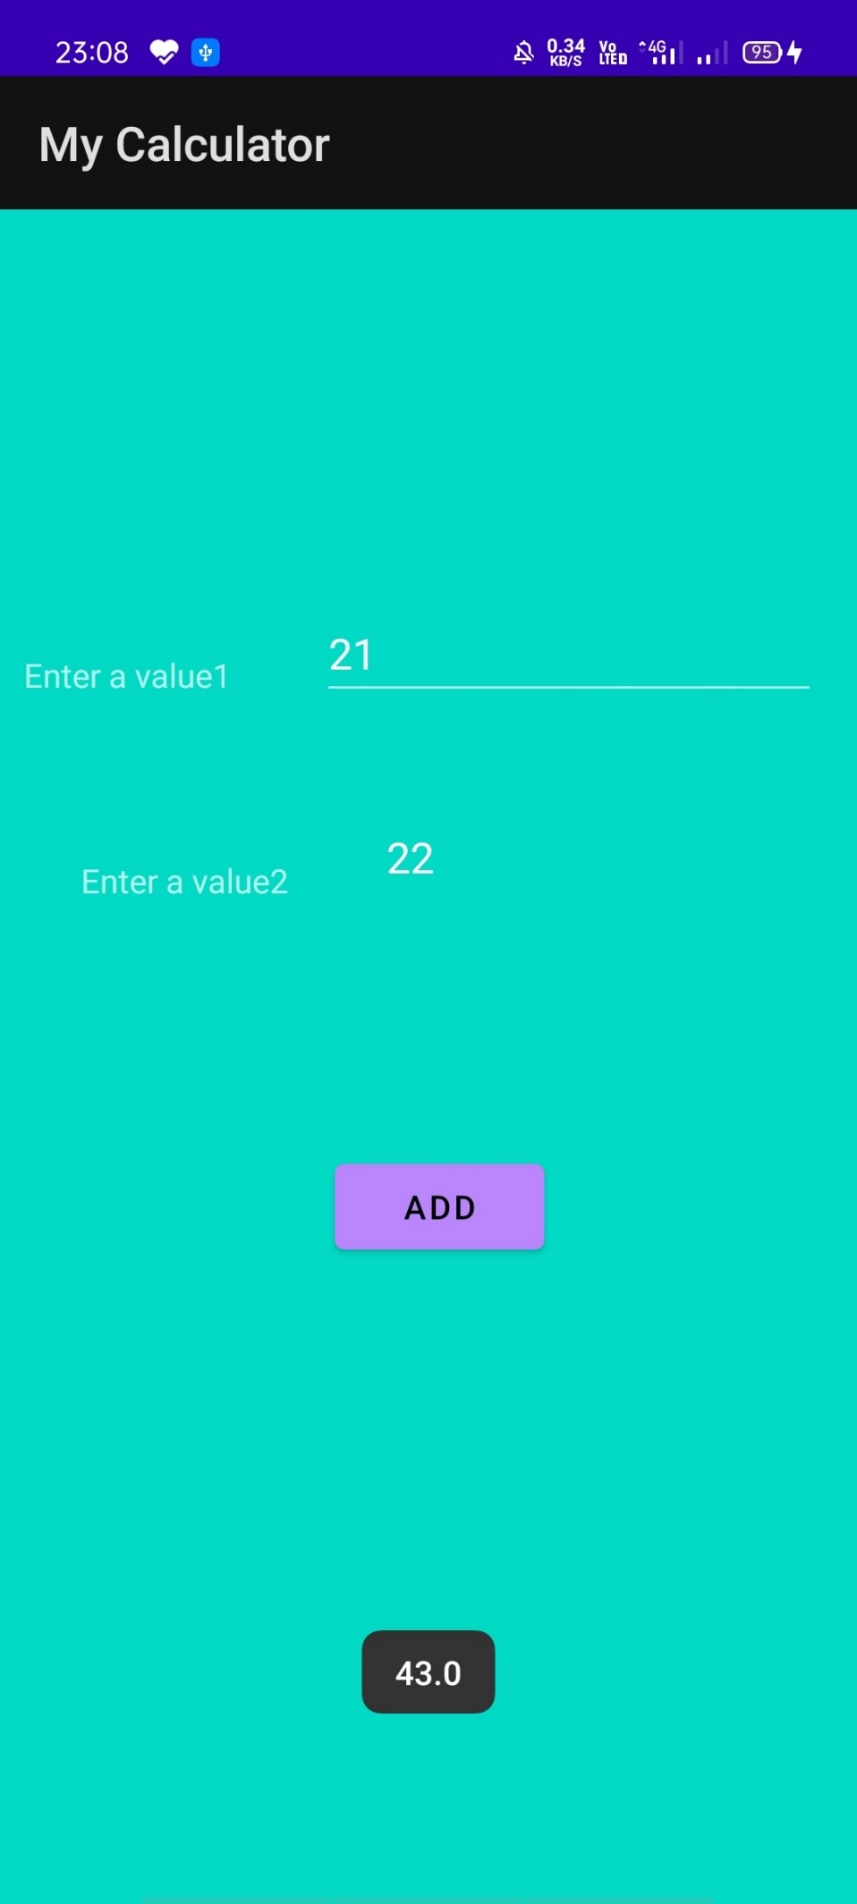 23:08 0.34 KB/S Vo LTED 4G 95
My Calculator
21
Enter a value1
22
Enter a value2
ADD
43.0